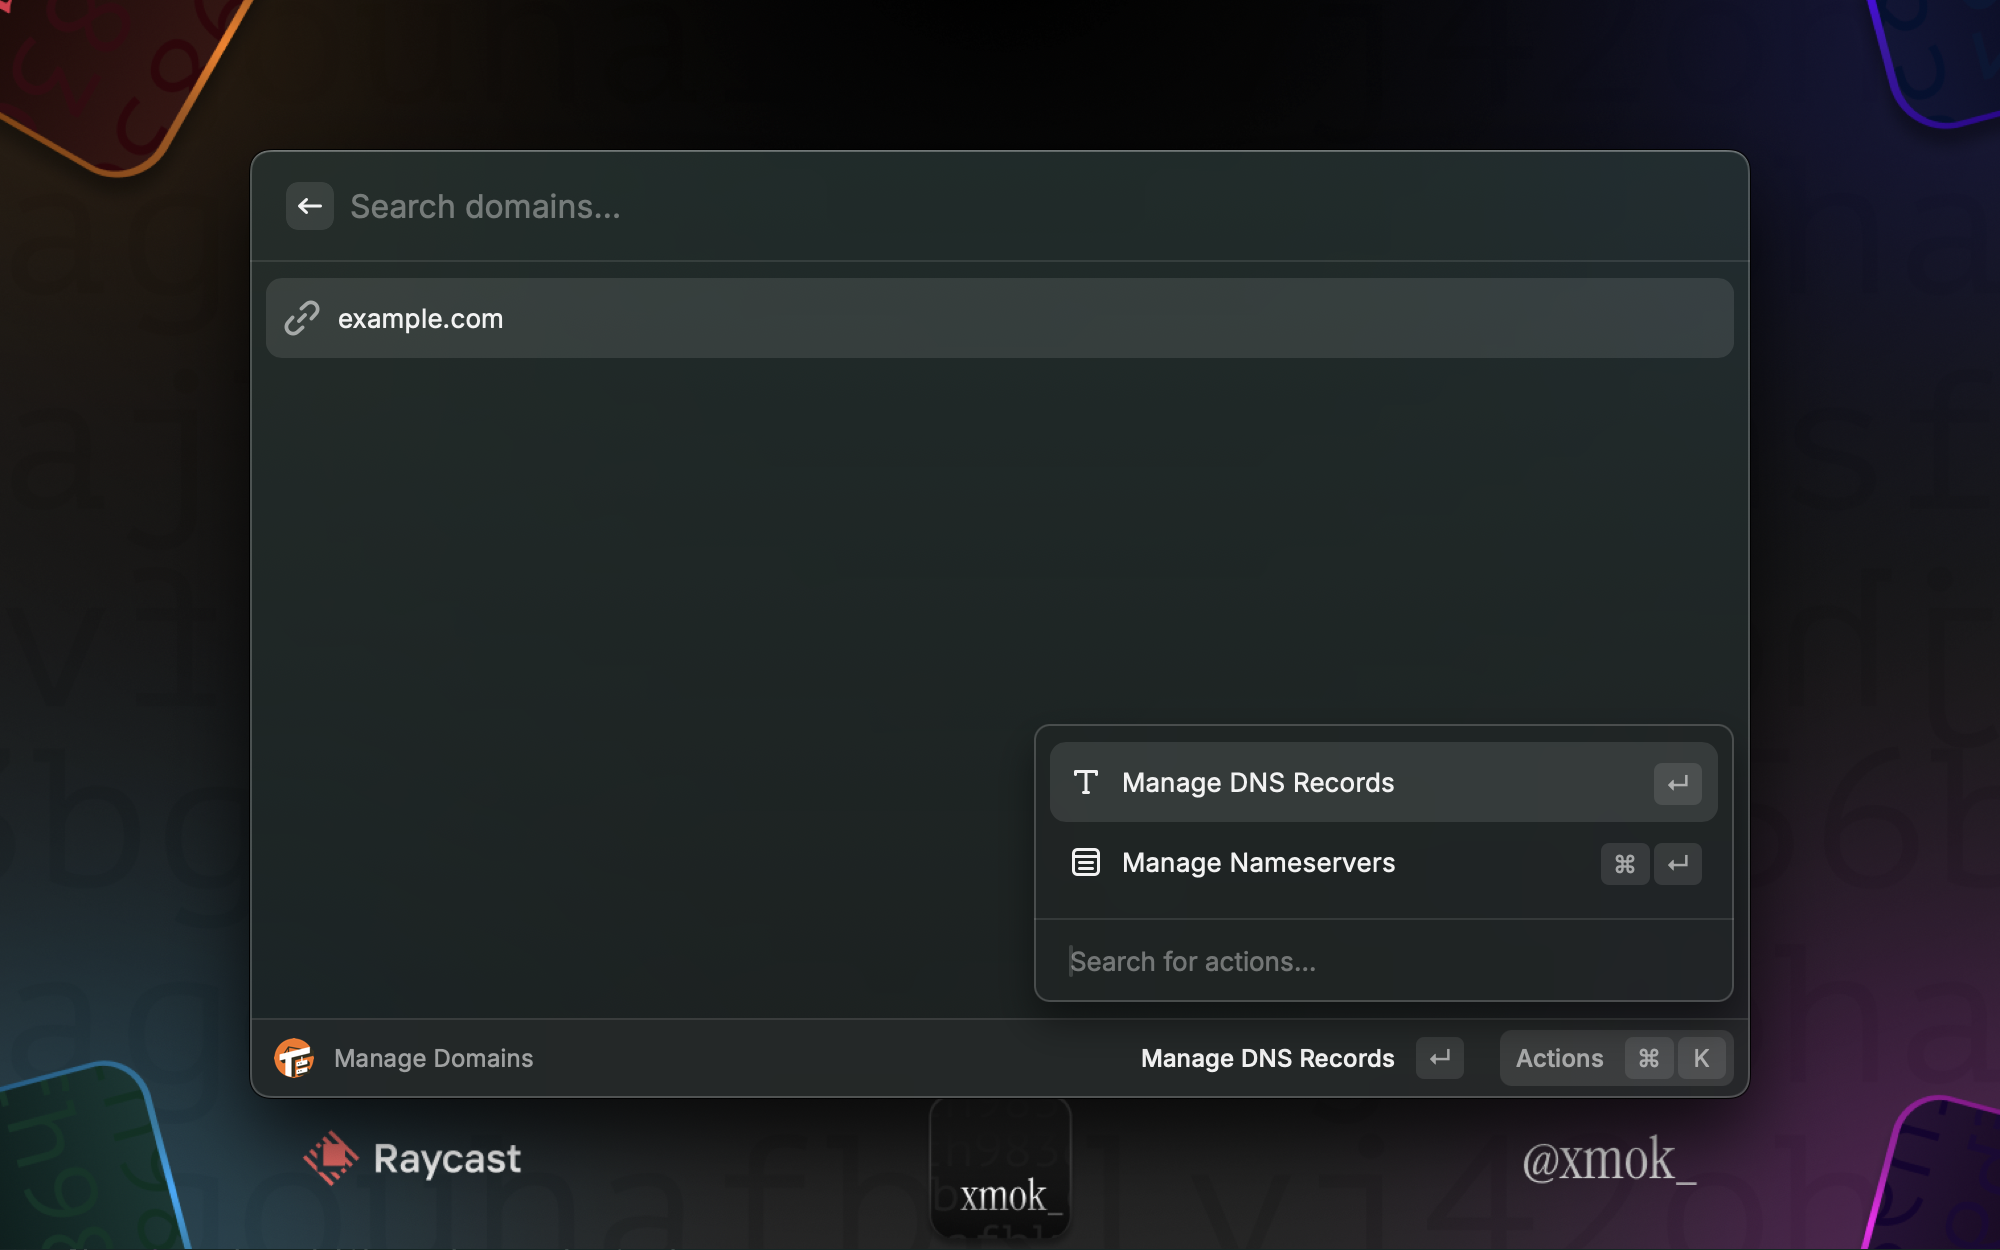 Search domains...
example.com
Manage DNS Records
Manage Nameservers ⌘
Search for actions...
Manage Domains
Manage DNS Records
Actions ⌘ K
Raycast
xmok_
@xmok_